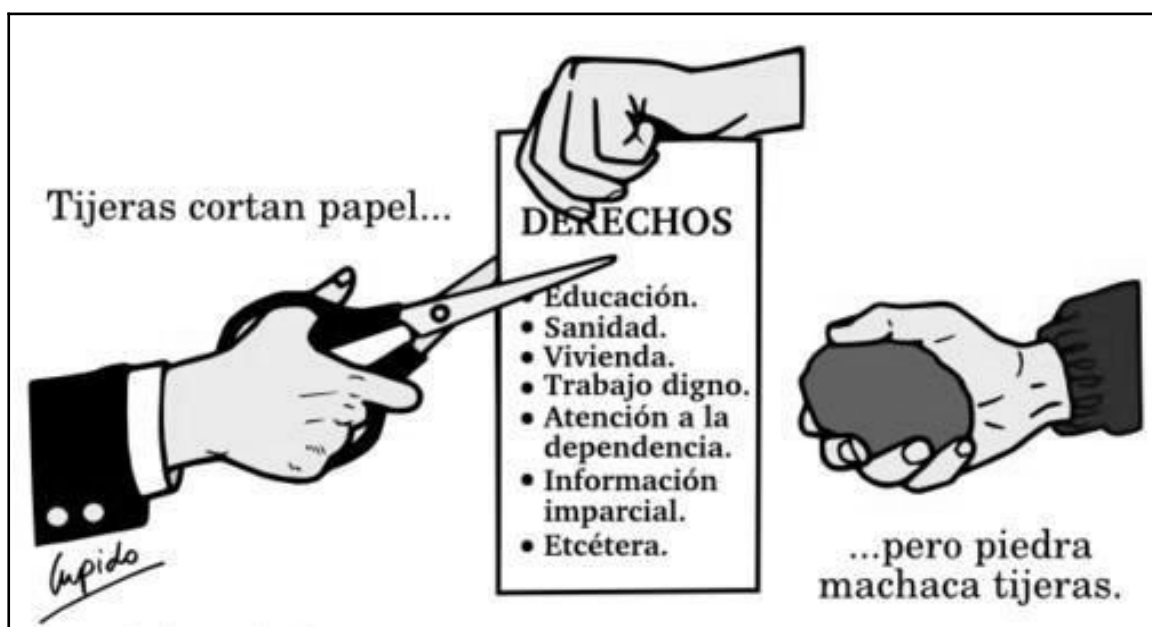 Tijeras cortan papel...
DERECHOS
• Educación.
• Sanidad.
• Vivienda.
• Trabajo digno.
• Atención a la
dependencia.
• Información
imparcial.
• Etcétera.
...pero piedra
machaca tijeras.
Cupido